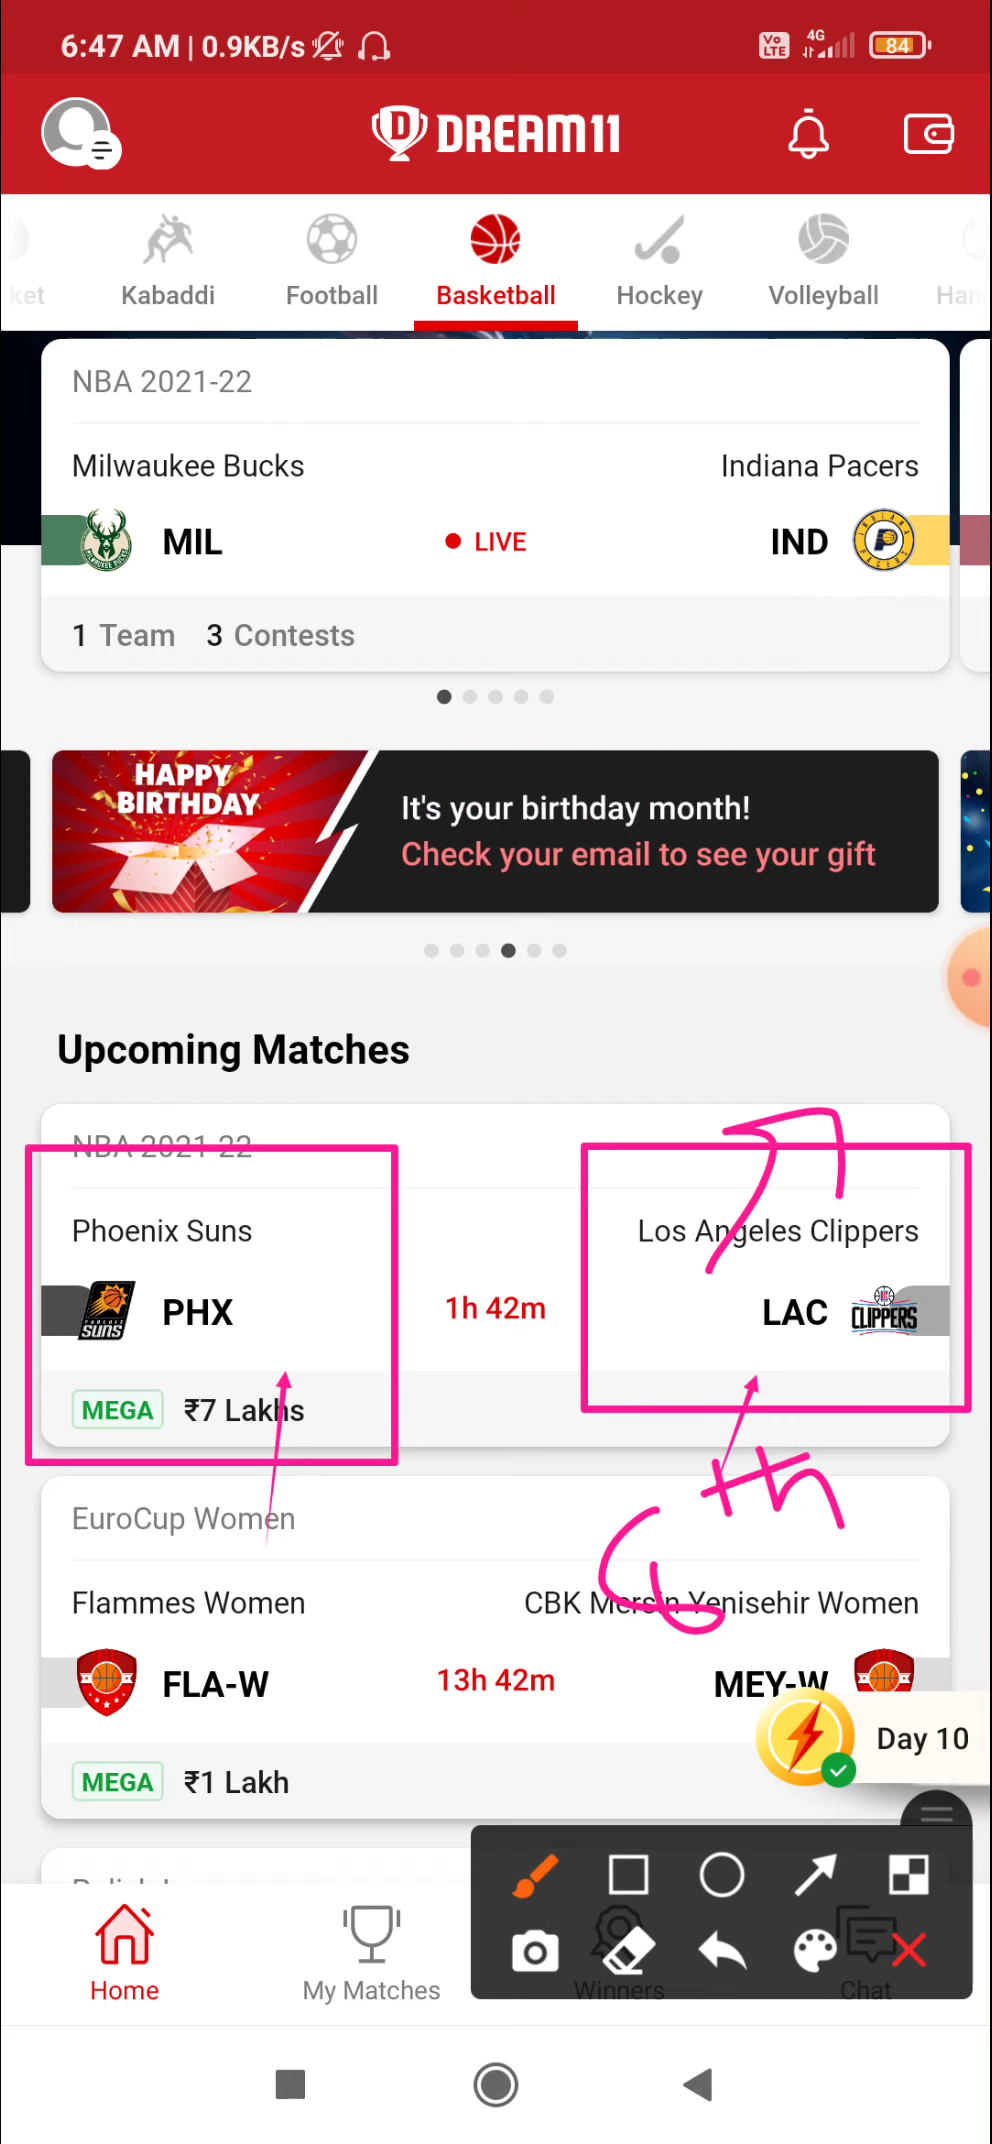 6:47 AM | 0.9KB/s
Vo LTE 4G 84
DREAM11
Kabaddi Football Basketball Hockey Volleyball
NBA 2021-22
Milwaukee Bucks Indiana Pacers
MIL LIVE IND
1 Team 3 Contests
HAPPY
BIRTHDAY
It's your birthday month!
Check your email to see your gift
Upcoming Matches
NBA 2021-22
Phoenix Suns Los Angeles Clippers
PHX 1h 42m LAC
SUNS CLIPPERS
MEGA ₹7 Lakhs
6th
EuroCup Women
Flammes Women CBK Mersin Yenisehir Women
FLA-W 13h 42m MEY-W
Day 10
MEGA ₹1 Lakh
Home My Matches Winners Chat